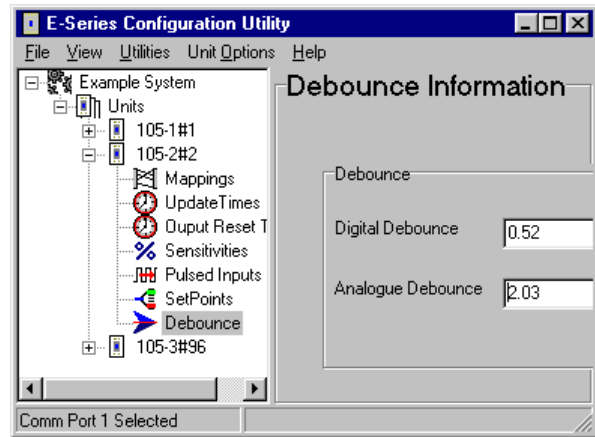 E-Series Configuration Utility
File View Utilities Unit Options Help
Example System
Units
105-1#1
105-2#2
Mappings
UpdateTimes
Ouput Reset T
Sensitivities
Pulsed Inputs
SetPoints
Debounce
105-3#96
Debounce Information
Debounce
Digital Debounce 0.52
Analogue Debounce 2.03
Comm Port 1 Selected